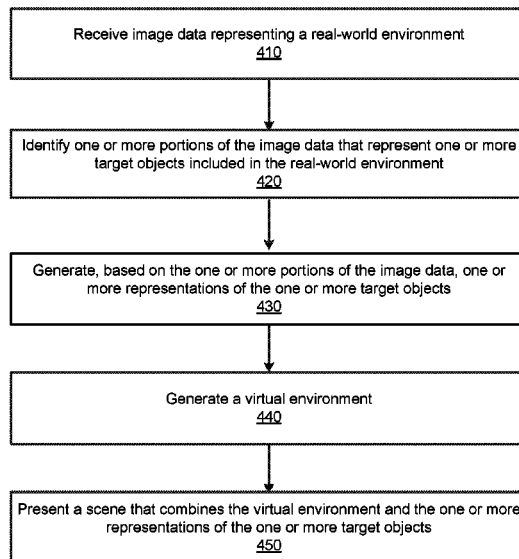 Receive image data representing a real-world environment
410
Identify one or more portions of the image data that represent one or more
target objects included in the real-world environment
420
Generate, based on the one or more portions of the image data, one or
more representations of the one or more target objects
430
Generate a virtual environment
440
Present a scene that combines the virtual environment and the one or more
representations of the one or more target objects
450